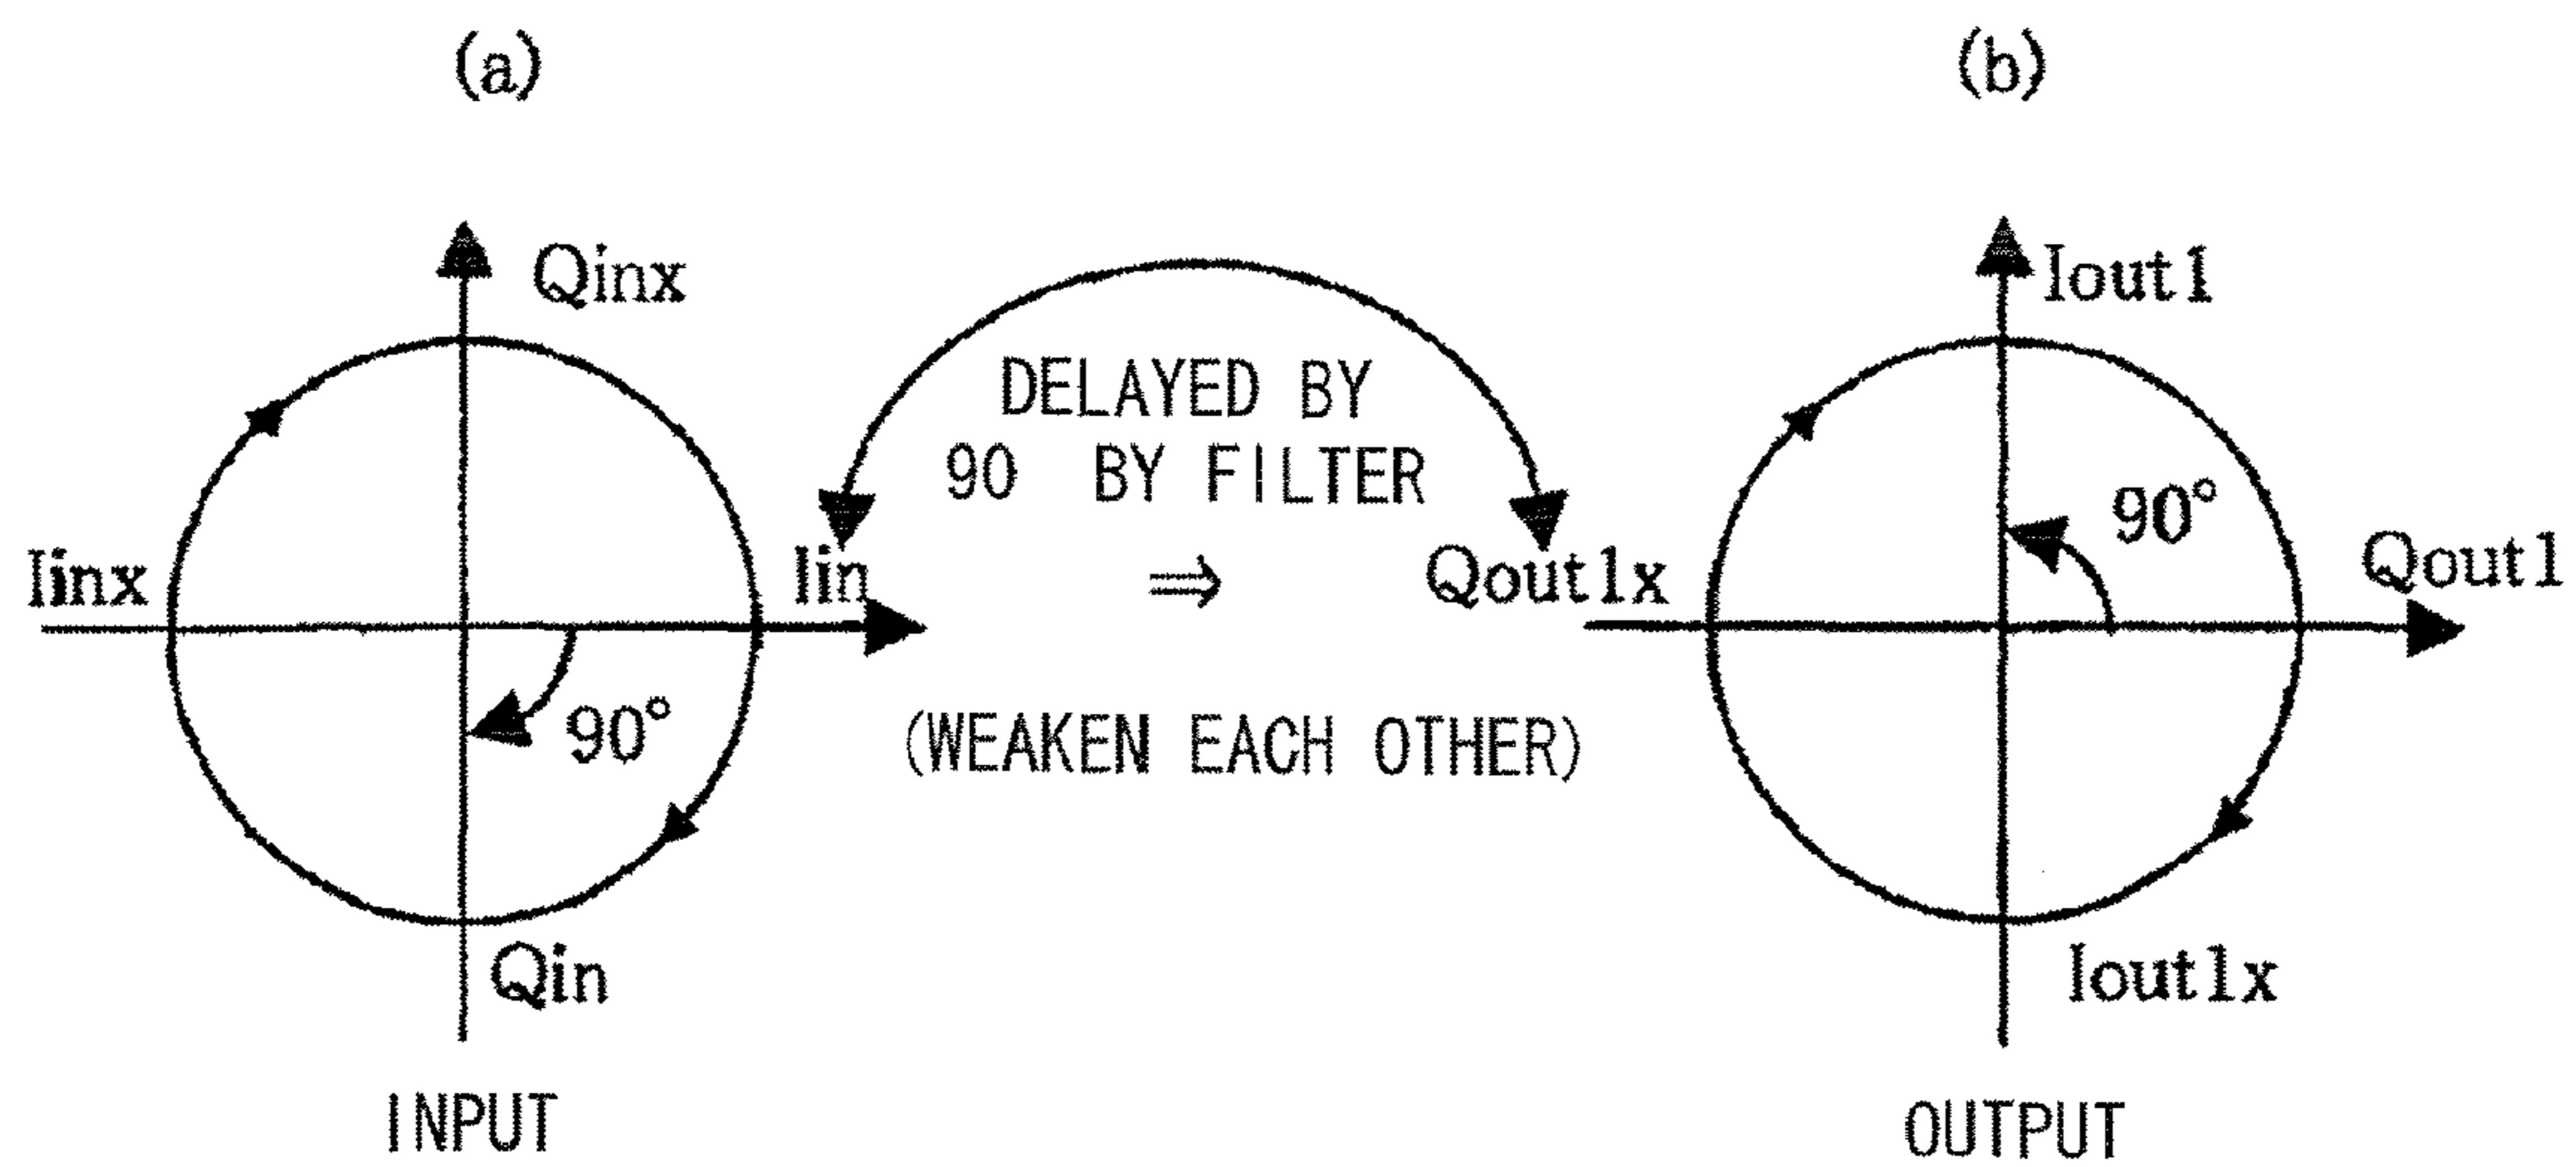 (a)
(b)
Qinx
Iout1
DELAYED BY
90 BY FILTER
90°
Iinx
Iin
⇒
Qout1x
Qout1
90°
(WEAKEN EACH OTHER)
Qin
Iout1x
INPUT
OUTPUT